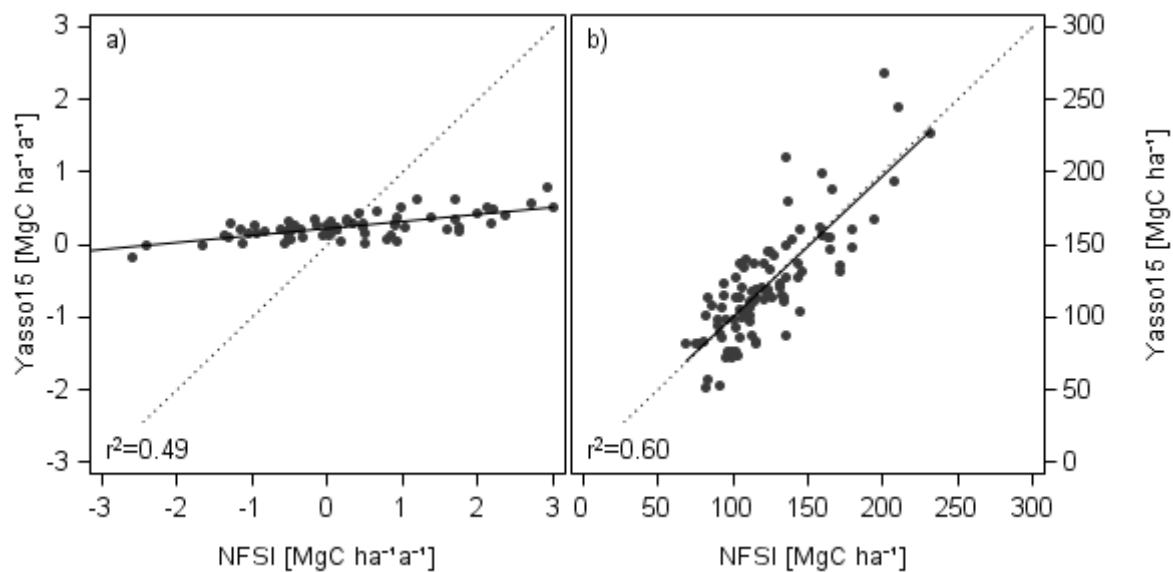 a)
3
2
1
0
-1
-2
-3
Yasso15 [MgC ha⁻¹a⁻¹]
r²=0.49
-3 -2 -1 0 1 2 3
NFSI [MgC ha⁻¹a⁻¹]
b)
300
250
200
150
100
50
0
Yasso15 [MgC ha⁻¹]
r²=0.60
0 50 100 150 200 250 300
NFSI [MgC ha⁻¹]